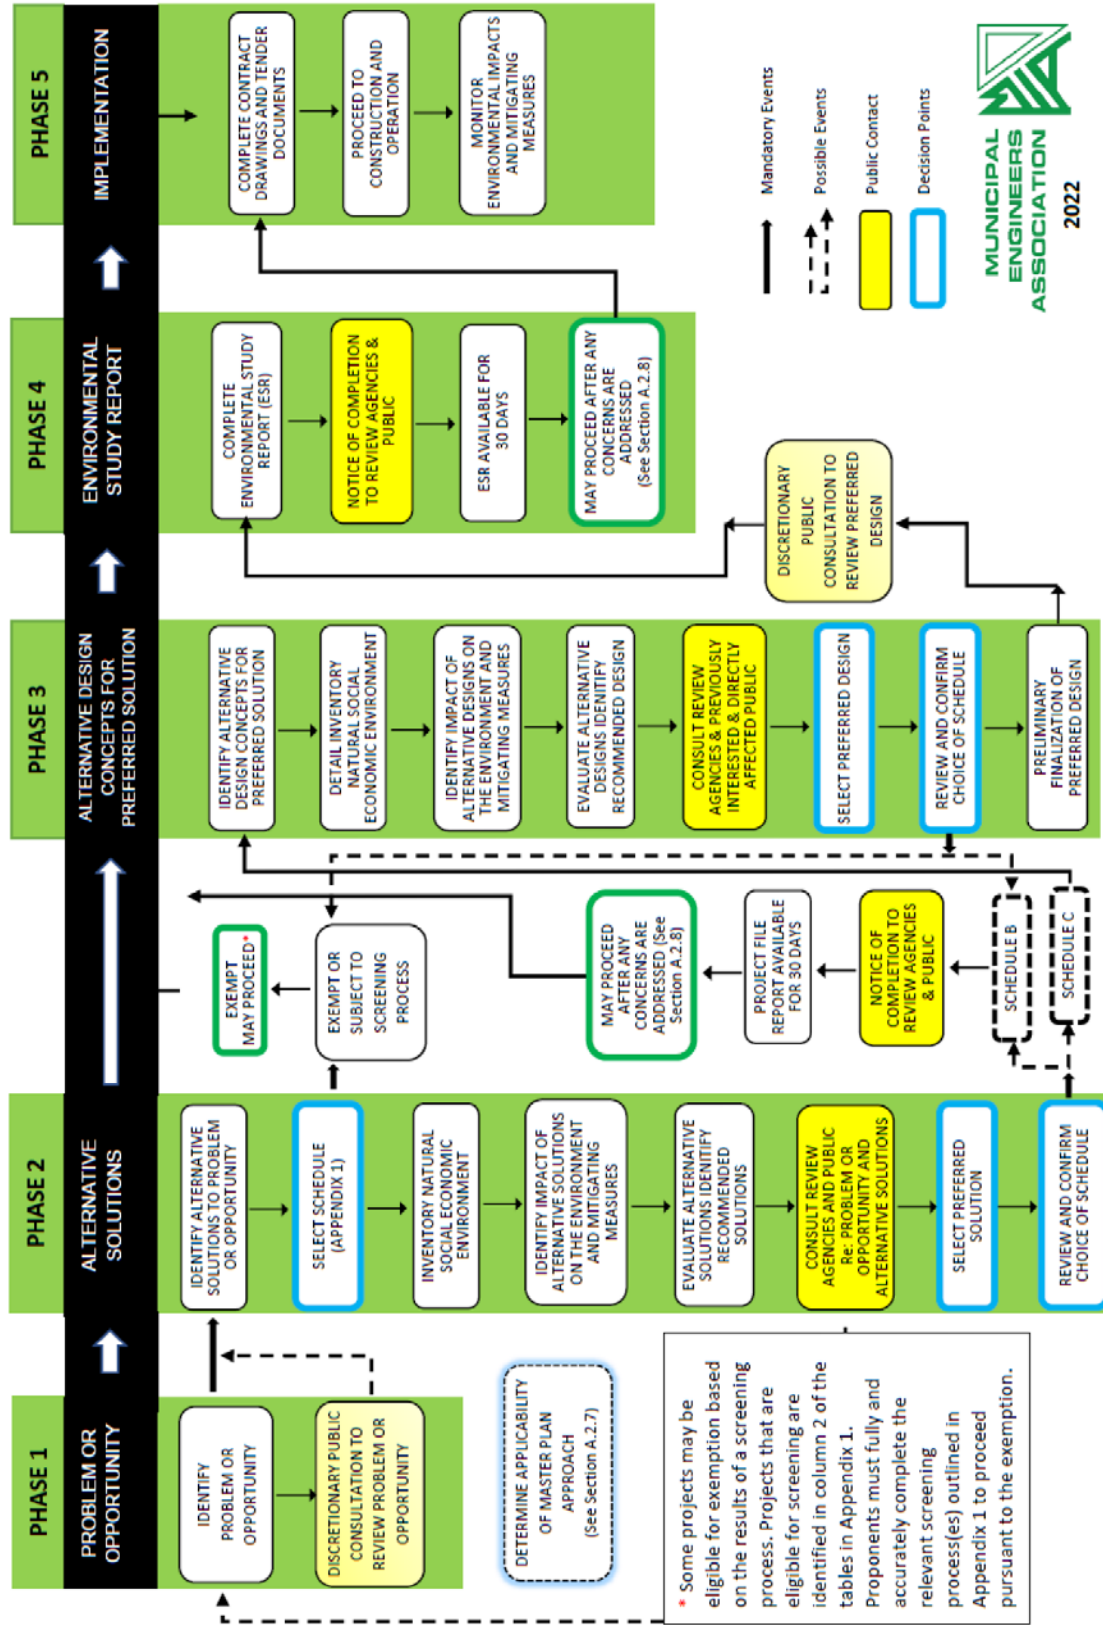 PHASE 1
PROBLEM OR
OPPORTUNITY
IDENTIFY
PROBLEM OR
OPPORTUNITY
DISCRETIONARY PUBLIC
CONSULTATION TO
REVIEW PROBLEM OR
OPPORTUNITY
DETERMINE APPLICABILITY
OF MASTER PLAN
APPROACH
(See Section A.2.7)
PHASE 2
ALTERNATIVE
SOLUTIONS
IDENTIFY ALTERNATIVE
SOLUTIONS TO PROBLEM
OR OPPORTUNITY
SELECT SCHEDULE
(APPENDIX 1)
INVENTORY NATURAL
SOCIAL ECONOMIC
ENVIRONMENT
IDENTIFY IMPACT OF
ALTERNATIVE SOLUTIONS
ON THE ENVIRONMENT
AND MITIGATING
MEASURES
EVALUATE ALTERNATIVE
SOLUTIONS IDENTIFY
RECOMMENDED
SOLUTIONS
CONSULT REVIEW
AGENCIES AND PUBLIC
Re: PROBLEM OR
OPPORTUNITY AND
ALTERNATIVE SOLUTIONS
SELECT PREFERRED
SOLUTION
REVIEW AND CONFIRM
CHOICE OF SCHEDULE
EXEMPT
MAY PROCEED*
EXEMPT OR
SUBJECT TO
SCREENING
PROCESS
MAY PROCEED
AFTER ANY
CONCERNS ARE
ADDRESSED (See
Section A.2.8)
PROJECT FILE
REPORT AVAILABLE
FOR 30 DAYS
NOTICE OF
COMPLETION TO
REVIEW AGENCIES
& PUBLIC
SCHEDULE B
SCHEDULE C
PHASE 3
ALTERNATIVE DESIGN
CONCEPTS FOR
PREFERRED SOLUTION
IDENTIFY ALTERNATIVE
DESIGN CONCEPTS FOR
PREFERRED SOLUTION
DETAIL INVENTORY
NATURAL SOCIAL
ECONOMIC ENVIRONMENT
IDENTIFY IMPACT OF
ALTERNATIVE DESIGNS ON
THE ENVIRONMENT AND
MITIGATING MEASURES
EVALUATE ALTERNATIVE
DESIGNS IDENITIFY
RECOMMENDED DESIGN
CONSULT REVIEW
AGENCIES & PREVIOUSLY
INTERESTED & DIRECTLY
AFFECTED PUBLIC
SELECT PREFERRED DESIGN
REVIEW AND CONFIRM
CHOICE OF SCHEDULE
PRELIMINARY
FINALIZATION OF
PREFERRED DESIGN
DISCRETIONARY
PUBLIC
CONSULTATION TO
REVIEW PREFERRED
DESIGN
PHASE 4
ENVIRONMENTAL
STUDY REPORT
COMPLETE
ENVIRONMENTAL STUDY
REPORT (ESR)
NOTICE OF COMPLETION
TO REVIEW AGENCIES &
PUBLIC
ESR AVAILABLE FOR
30 DAYS
MAY PROCEED AFTER ANY
CONCERNS ARE
ADDRESSED
(See Section A.2.8)
PHASE 5
IMPLEMENTATION
COMPLETE CONTRACT
DRAWINGS AND TENDER
DOCUMENTS
PROCEED TO
CONSTRUCTION AND
OPERATION
MONITOR
ENVIRONMENTAL IMPACTS
AND MITIGATING
MEASURES
Mandatory Events
Possible Events
Public Contact
Decision Points
MUNICIPAL
ENGINEERS
ASSOCIATION
2022
* Some projects may be
eligible for exemption based
on the results of a screening
process. Projects that are
eligible for screening are
identified in column 2 of the
tables in Appendix 1.
Proponents must fully and
accurately complete the
relevant screening
process(es) outlined in
Appendix 1 to proceed
pursuant to the exemption.